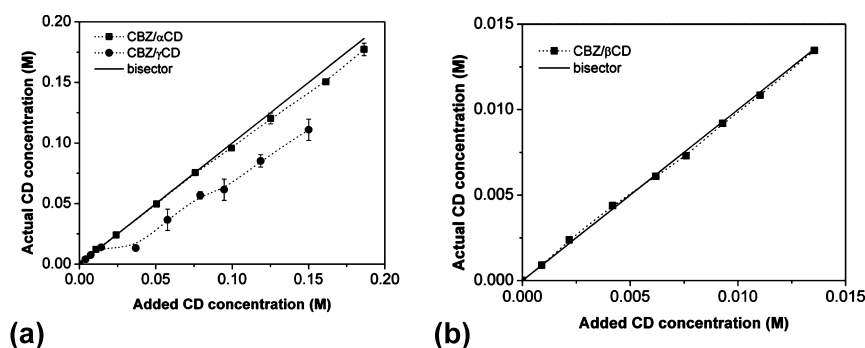 0.20
0.15
0.10
0.05
0.00
Actual CD concentration (M)
CBZ/αCD
CBZ/γCD
bisector
0.05 0.10 0.15 0.20
Added CD concentration (M)
(a)
0.015
0.010
0.005
0.000
Actual CD concentration (M)
CBZ/βCD
bisector
0.000 0.005 0.010 0.015
Added CD concentration (M)
(b)